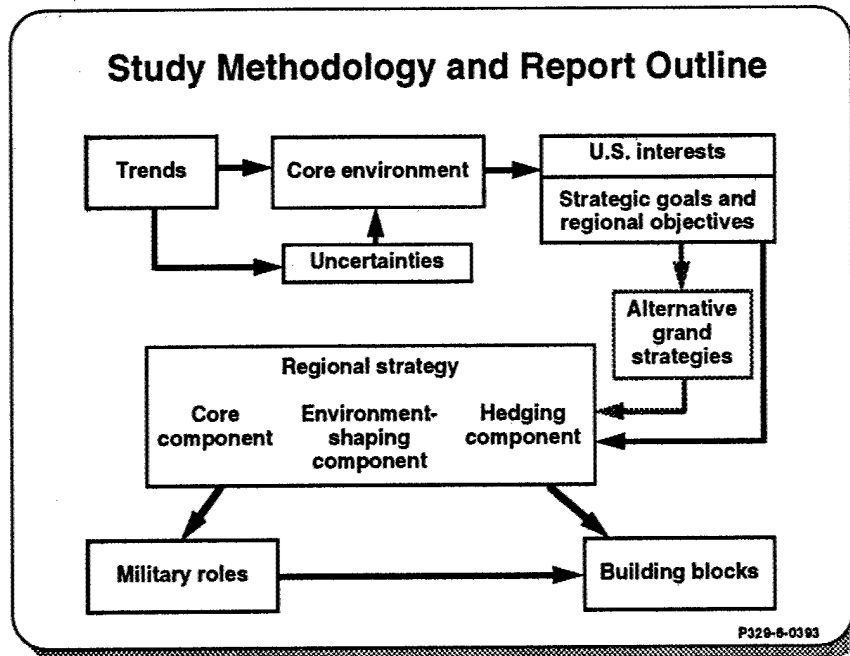 Study Methodology and Report Outline
Trends
Core environment
U.S. interests
Strategic goals and
regional objectives
Uncertainties
Alternative
grand
strategies
Regional strategy
Core
component
Environment-
shaping
component
Hedging
component
Military roles
Building blocks
P329-6-0393